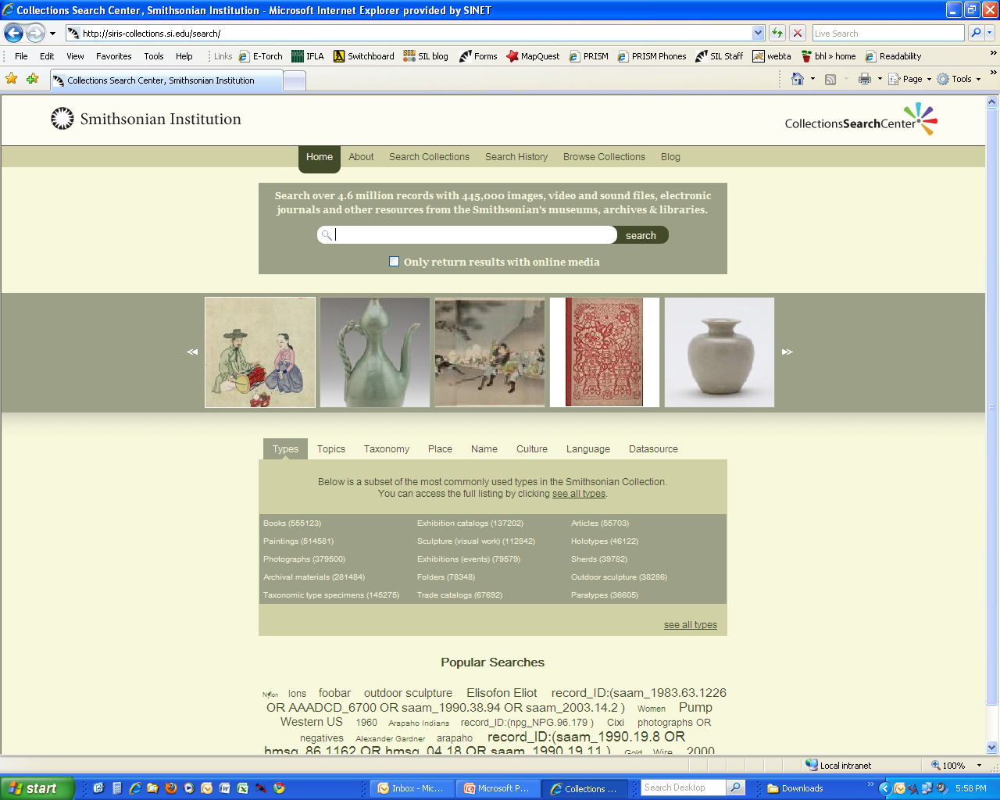 Collections Search Center, Smithsonian Institution - Microsoft Internet Explorer provided by SINET
http://siris-collections.si.edu/search/
Live Search
File Edit View Favorites Tools Help Links E-Torch IFLA Switchboard SIL blog Forms MapQuest PRISM PRISM Phones SIL Staff webta bhl » home Readability
Collections Search Center, Smithsonian Institution
Page Tools
Smithsonian Institution
CollectionsSearchCenter
Home About Search Collections Search History Browse Collections Blog
Search over 4.6 million records with 445,000 images, video and sound files, electronic
journals and other resources from the Smithsonian's museums, archives & libraries.
search
Only return results with online media
Types Topics Taxonomy Place Name Culture Language Datasource
Below is a subset of the most commonly used types in the Smithsonian Collection.
You can access the full listing by clicking see all types.
Books (555123) Exhibition catalogs (137202) Articles (55703)
Paintings (514581) Sculpture (visual work) (112842) Holotypes (46122)
Photographs (379500) Exhibitions (events) (79579) Sherds (39782)
Archival materials (281484) Folders (78348) Outdoor sculpture (38286)
Taxonomic type specimens (145275) Trade catalogs (67692) Paratypes (36605)
see all types
Popular Searches
Nylon Ions foobar outdoor sculpture Elisofon Eliot record_ID:(saam_1983.63.1226
OR AAADCD_6700 OR saam_1990.38.94 OR saam_2003.14.2 ) Women Pump
Western US 1960 Arapaho Indians record_ID:(npg_NPG.96.179 ) Cixi photographs OR
negatives Alexander Gardner arapaho record_ID:(saam_1990.19.8 OR
hmsg_86.1162 OR hmsg_04.18 OR saam_1990.19.11 ) Gold Wire 2000
Local intranet 100%
start Inbox - Mic... Microsoft P... Collections ... Search Desktop Downloads 5:58 PM